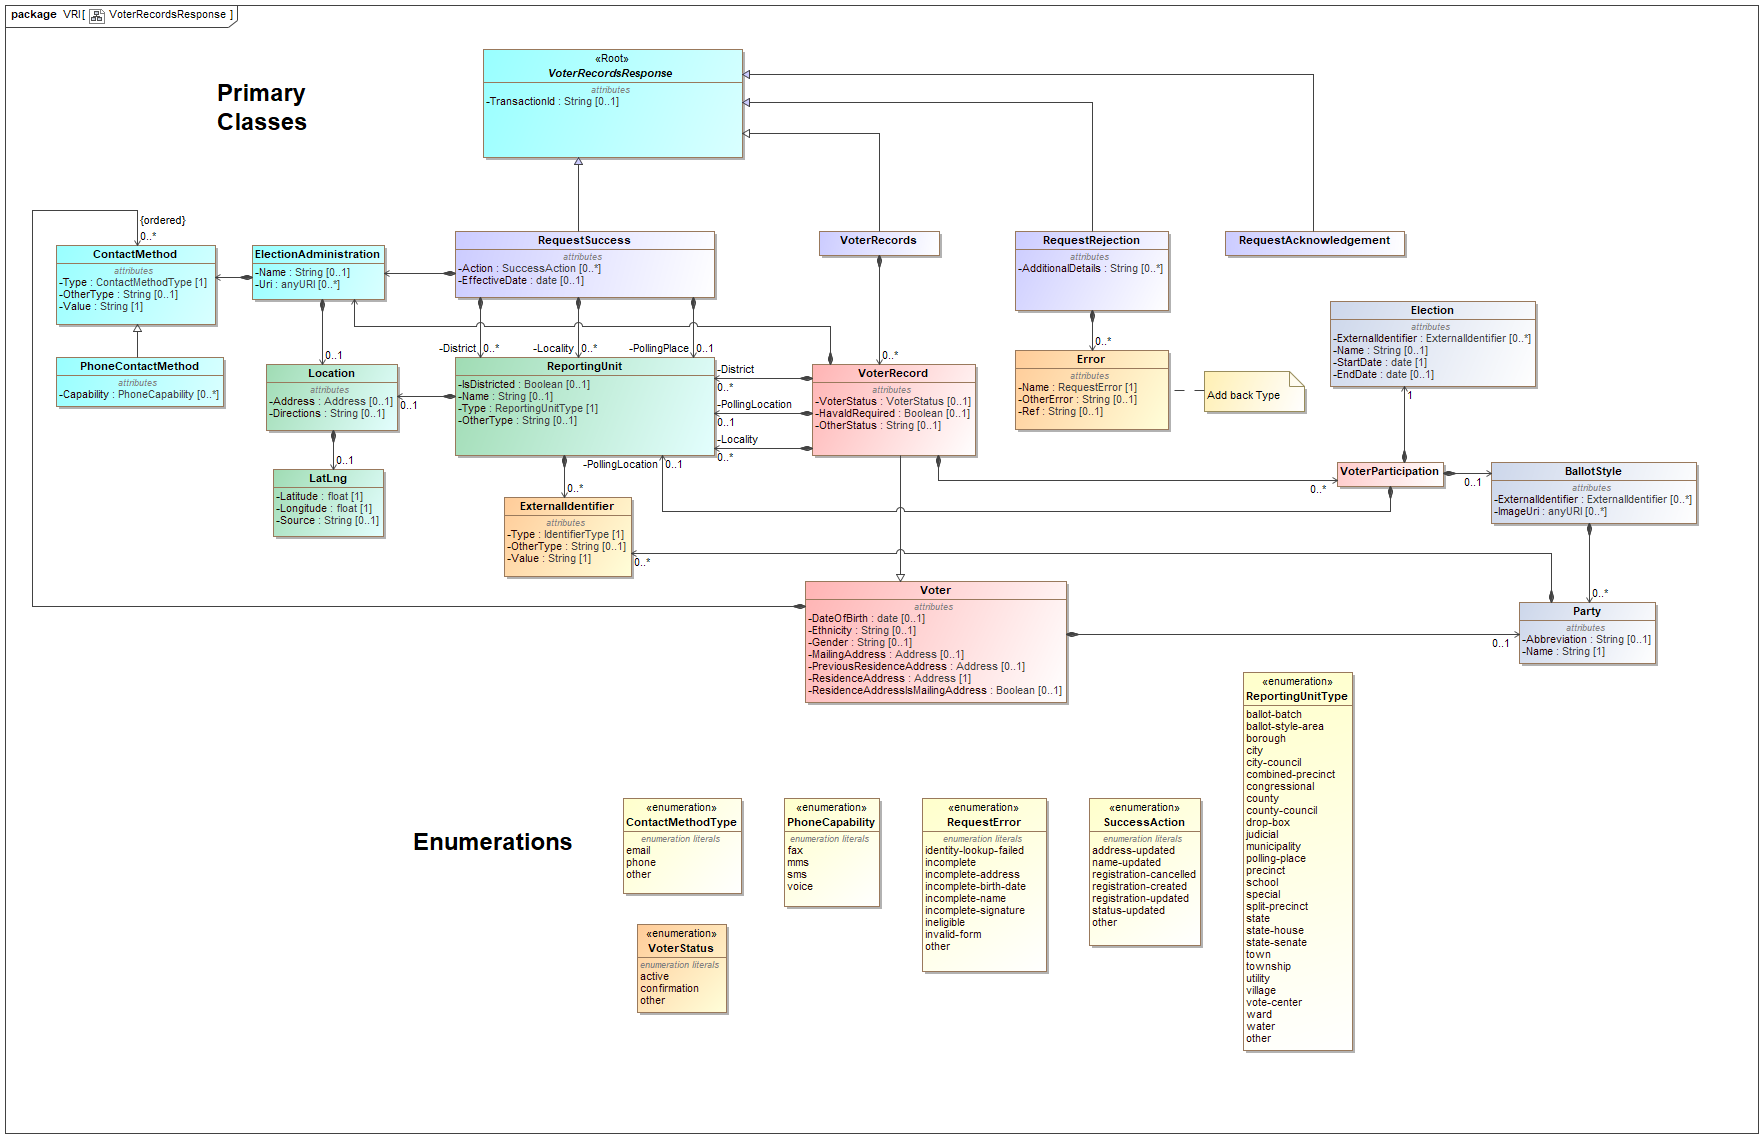 package VRI[ VoterRecordsResponse ]
Primary
Classes
«Root»
VoterRecordsResponse
attributes
-TransactionId : String [0..1]
{ordered}
0..*
ContactMethod
attributes
-Type : ContactMethodType [1]
-OtherType : String [0..1]
-Value : String [1]
ElectionAdministration
-Name : String [0..1]
-Uri : anyURI [0..*]
RequestSuccess
attributes
-Action : SuccessAction [0..*]
-EffectiveDate : date [0..1]
VoterRecords
RequestRejection
attributes
-AdditionalDetails : String [0..*]
RequestAcknowledgement
Election
attributes
-ExternalIdentifier : ExternalIdentifier [0..*]
-Name : String [0..1]
-StartDate : date [1]
-EndDate : date [0..1]
PhoneContactMethod
attributes
-Capability : PhoneCapability [0..*]
0..1
Location
attributes
-Address : Address [0..1]
-Directions : String [0..1]
0..1
-District 0..*
-Locality 0..*
-PollingPlace 0..1
ReportingUnit
-IsDistricted : Boolean [0..1]
-Name : String [0..1]
-Type : ReportingUnitType [1]
-OtherType : String [0..1]
-District
0..*
-PollingLocation
0..1
-Locality
0..*
0..*
VoterRecord
attributes
-VoterStatus : VoterStatus [0..1]
-HavaIdRequired : Boolean [0..1]
-OtherStatus : String [0..1]
0..*
Error
attributes
-Name : RequestError [1]
-OtherError : String [0..1]
-Ref : String [0..1]
Add back Type
1
0..1
LatLng
-Latitude : float [1]
-Longitude : float [1]
-Source : String [0..1]
-PollingLocation 0..1
0..*
ExternalIdentifier
attributes
-Type : IdentifierType [1]
-OtherType : String [0..1]
-Value : String [1]
0..*
0..*
VoterParticipation
0..1
BallotStyle
attributes
-ExternalIdentifier : ExternalIdentifier [0..*]
-ImageUri : anyURI [0..*]
0..*
Voter
attributes
-DateOfBirth : date [0..1]
-Ethnicity : String [0..1]
-Gender : String [0..1]
-MailingAddress : Address [0..1]
-PreviousResidenceAddress : Address [0..1]
-ResidenceAddress : Address [1]
-ResidenceAddressIsMailingAddress : Boolean [0..1]
0..1
Party
attributes
-Abbreviation : String [0..1]
-Name : String [1]
Enumerations
«enumeration»
ContactMethodType
enumeration literals
email
phone
other
«enumeration»
PhoneCapability
enumeration literals
fax
mms
sms
voice
«enumeration»
RequestError
enumeration literals
identity-lookup-failed
incomplete
incomplete-address
incomplete-birth-date
incomplete-name
incomplete-signature
ineligible
invalid-form
other
«enumeration»
SuccessAction
enumeration literals
address-updated
name-updated
registration-cancelled
registration-created
registration-updated
status-updated
other
«enumeration»
VoterStatus
enumeration literals
active
confirmation
other
«enumeration»
ReportingUnitType
ballot-batch
ballot-style-area
borough
city
city-council
combined-precinct
congressional
county
county-council
drop-box
judicial
municipality
polling-place
precinct
school
special
split-precinct
state
state-house
state-senate
town
township
utility
village
vote-center
ward
water
other